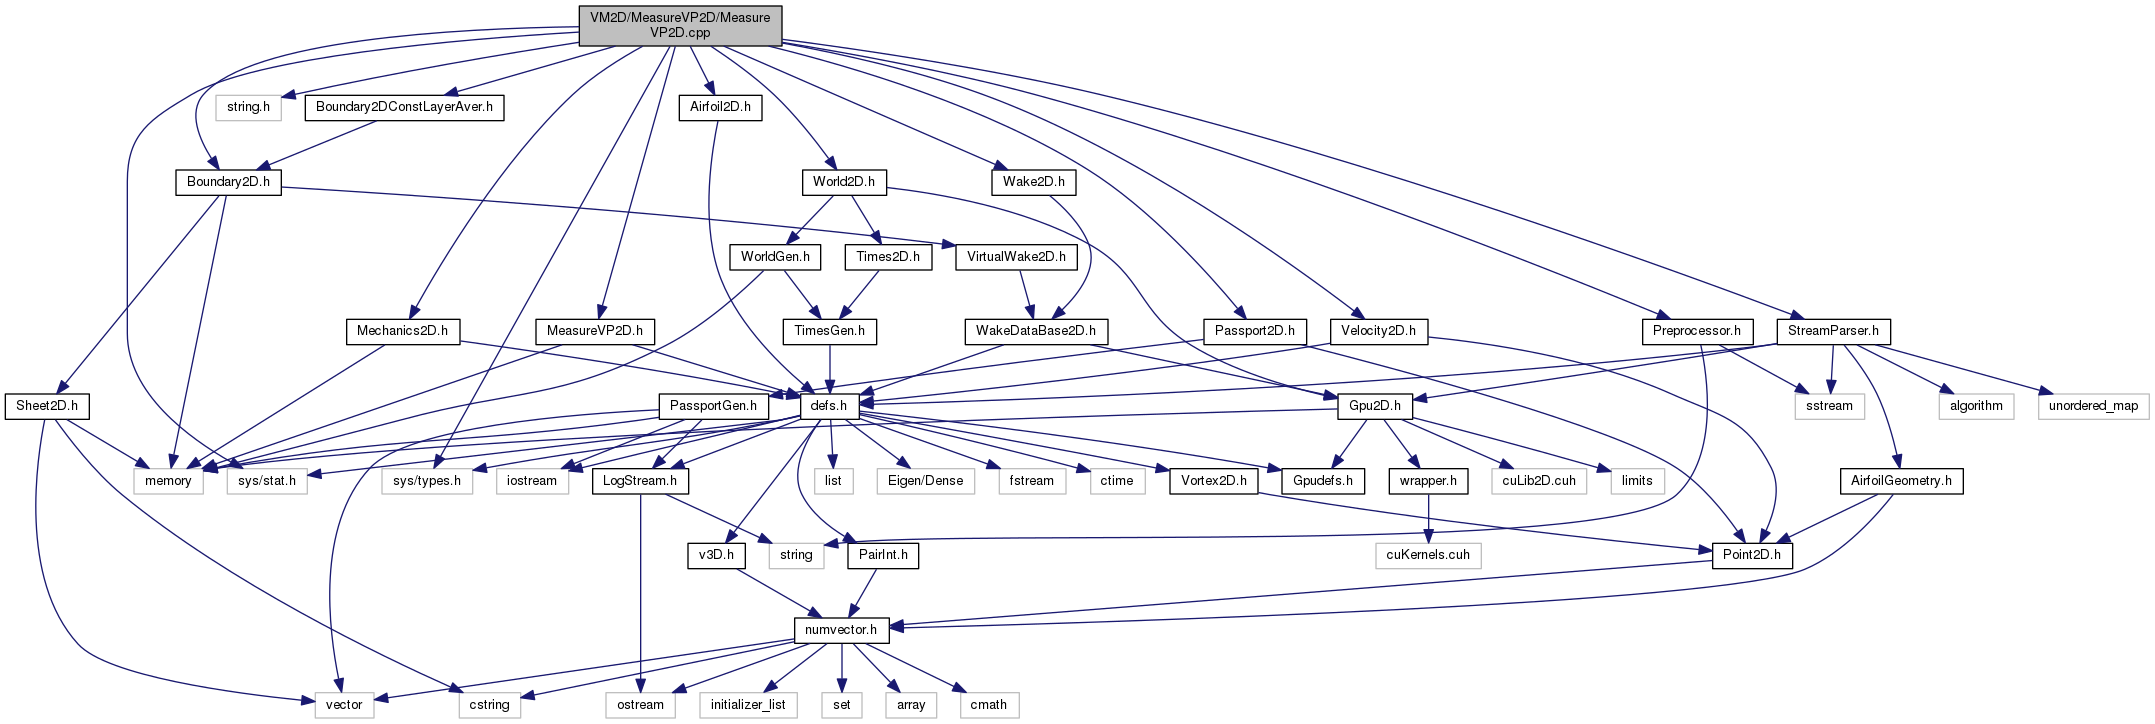 VM2D/MeasureVP2D/Measure
VP2D.cpp
string.h
Boundary2DConstLayerAver.h
Airfoil2D.h
Boundary2D.h
World2D.h
Wake2D.h
WorldGen.h
Times2D.h
VirtualWake2D.h
Mechanics2D.h
MeasureVP2D.h
TimesGen.h
WakeDataBase2D.h
Passport2D.h
Velocity2D.h
Preprocessor.h
StreamParser.h
Sheet2D.h
PassportGen.h
defs.h
Gpu2D.h
sstream
algorithm
unordered_map
memory
sys/stat.h
sys/types.h
iostream
LogStream.h
list
Eigen/Dense
fstream
ctime
Vortex2D.h
Gpudefs.h
wrapper.h
cuLib2D.cuh
limits
AirfoilGeometry.h
v3D.h
string
PairInt.h
cuKernels.cuh
Point2D.h
numvector.h
vector
cstring
ostream
initializer_list
set
array
cmath